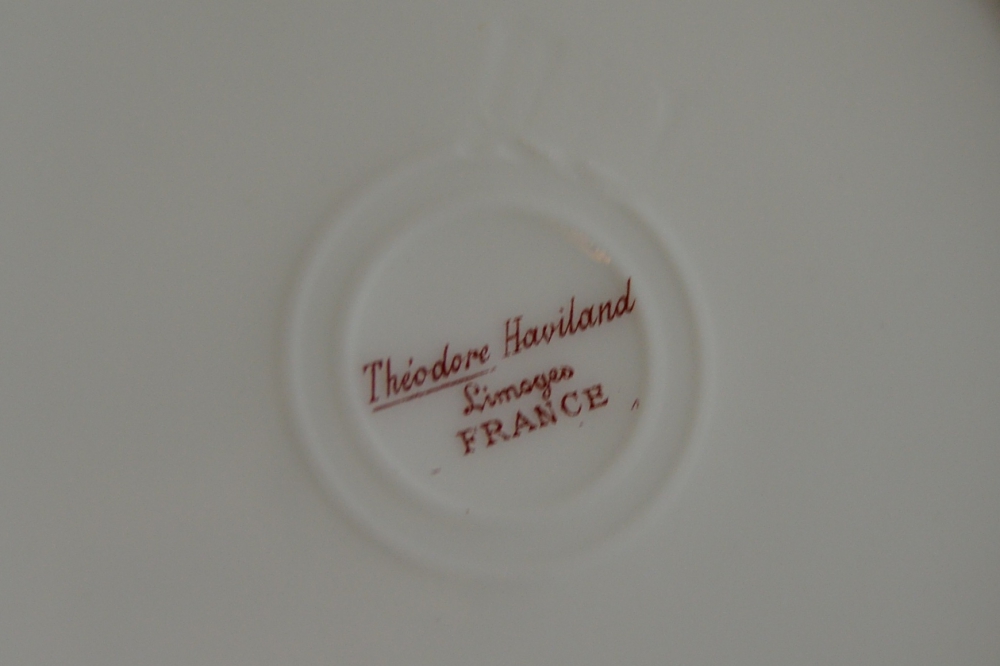 Théodore Haviland
Limoges
FRANCE